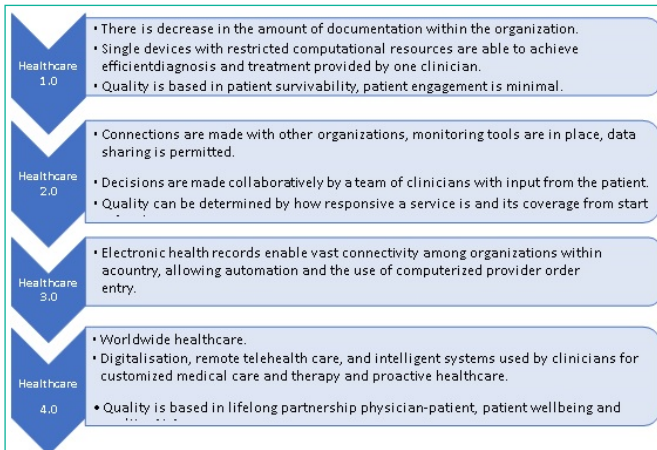 Healthcare
1.0
• There is decrease in the amount of documentation within the organization.
• Single devices with restricted computational resources are able to achieve
efficientdiagnosis and treatment provided by one clinician.
• Quality is based in patient survivability, patient engagement is minimal.
Healthcare
2.0
• Connections are made with other organizations, monitoring tools are in place, data
sharing is permitted.
• Decisions are made collaboratively by a team of clinicians with input from the patient.
• Quality can be determined by how responsive a service is and its coverage from start
Healthcare
3.0
• Electronic health records enable vast connectivity among organizations within
acountry, allowing automation and the use of computerized provider order
entry.
Healthcare
4.0
• Worldwide healthcare.
• Digitalisation, remote telehealth care, and intelligent systems used by clinicians for
customized medical care and therapy and proactive healthcare.
• Quality is based in lifelong partnership physician-patient, patient wellbeing and